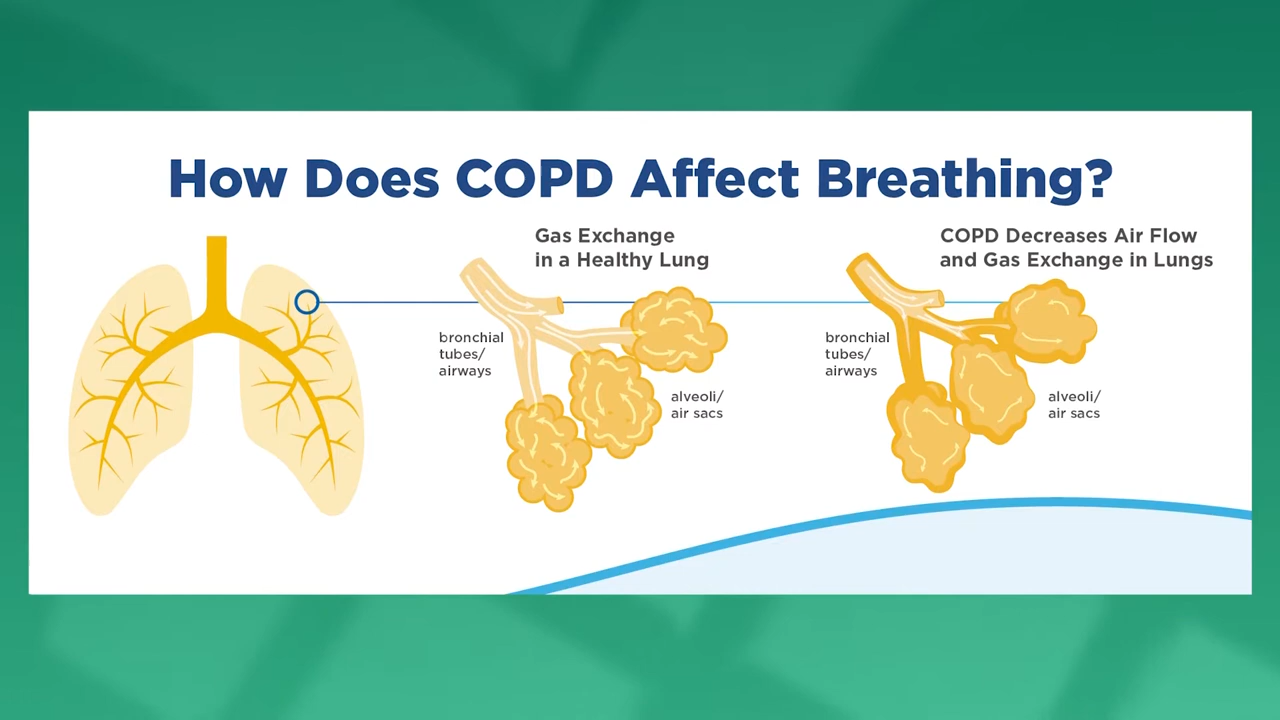 How Does COPD Affect Breathing?
Gas Exchange
in a Healthy Lung
bronchial
tubes/
airways
alveoli/
air sacs
COPD Decreases Air Flow
and Gas Exchange in Lungs
bronchial
tubes/
airways
alveoli/
air sacs